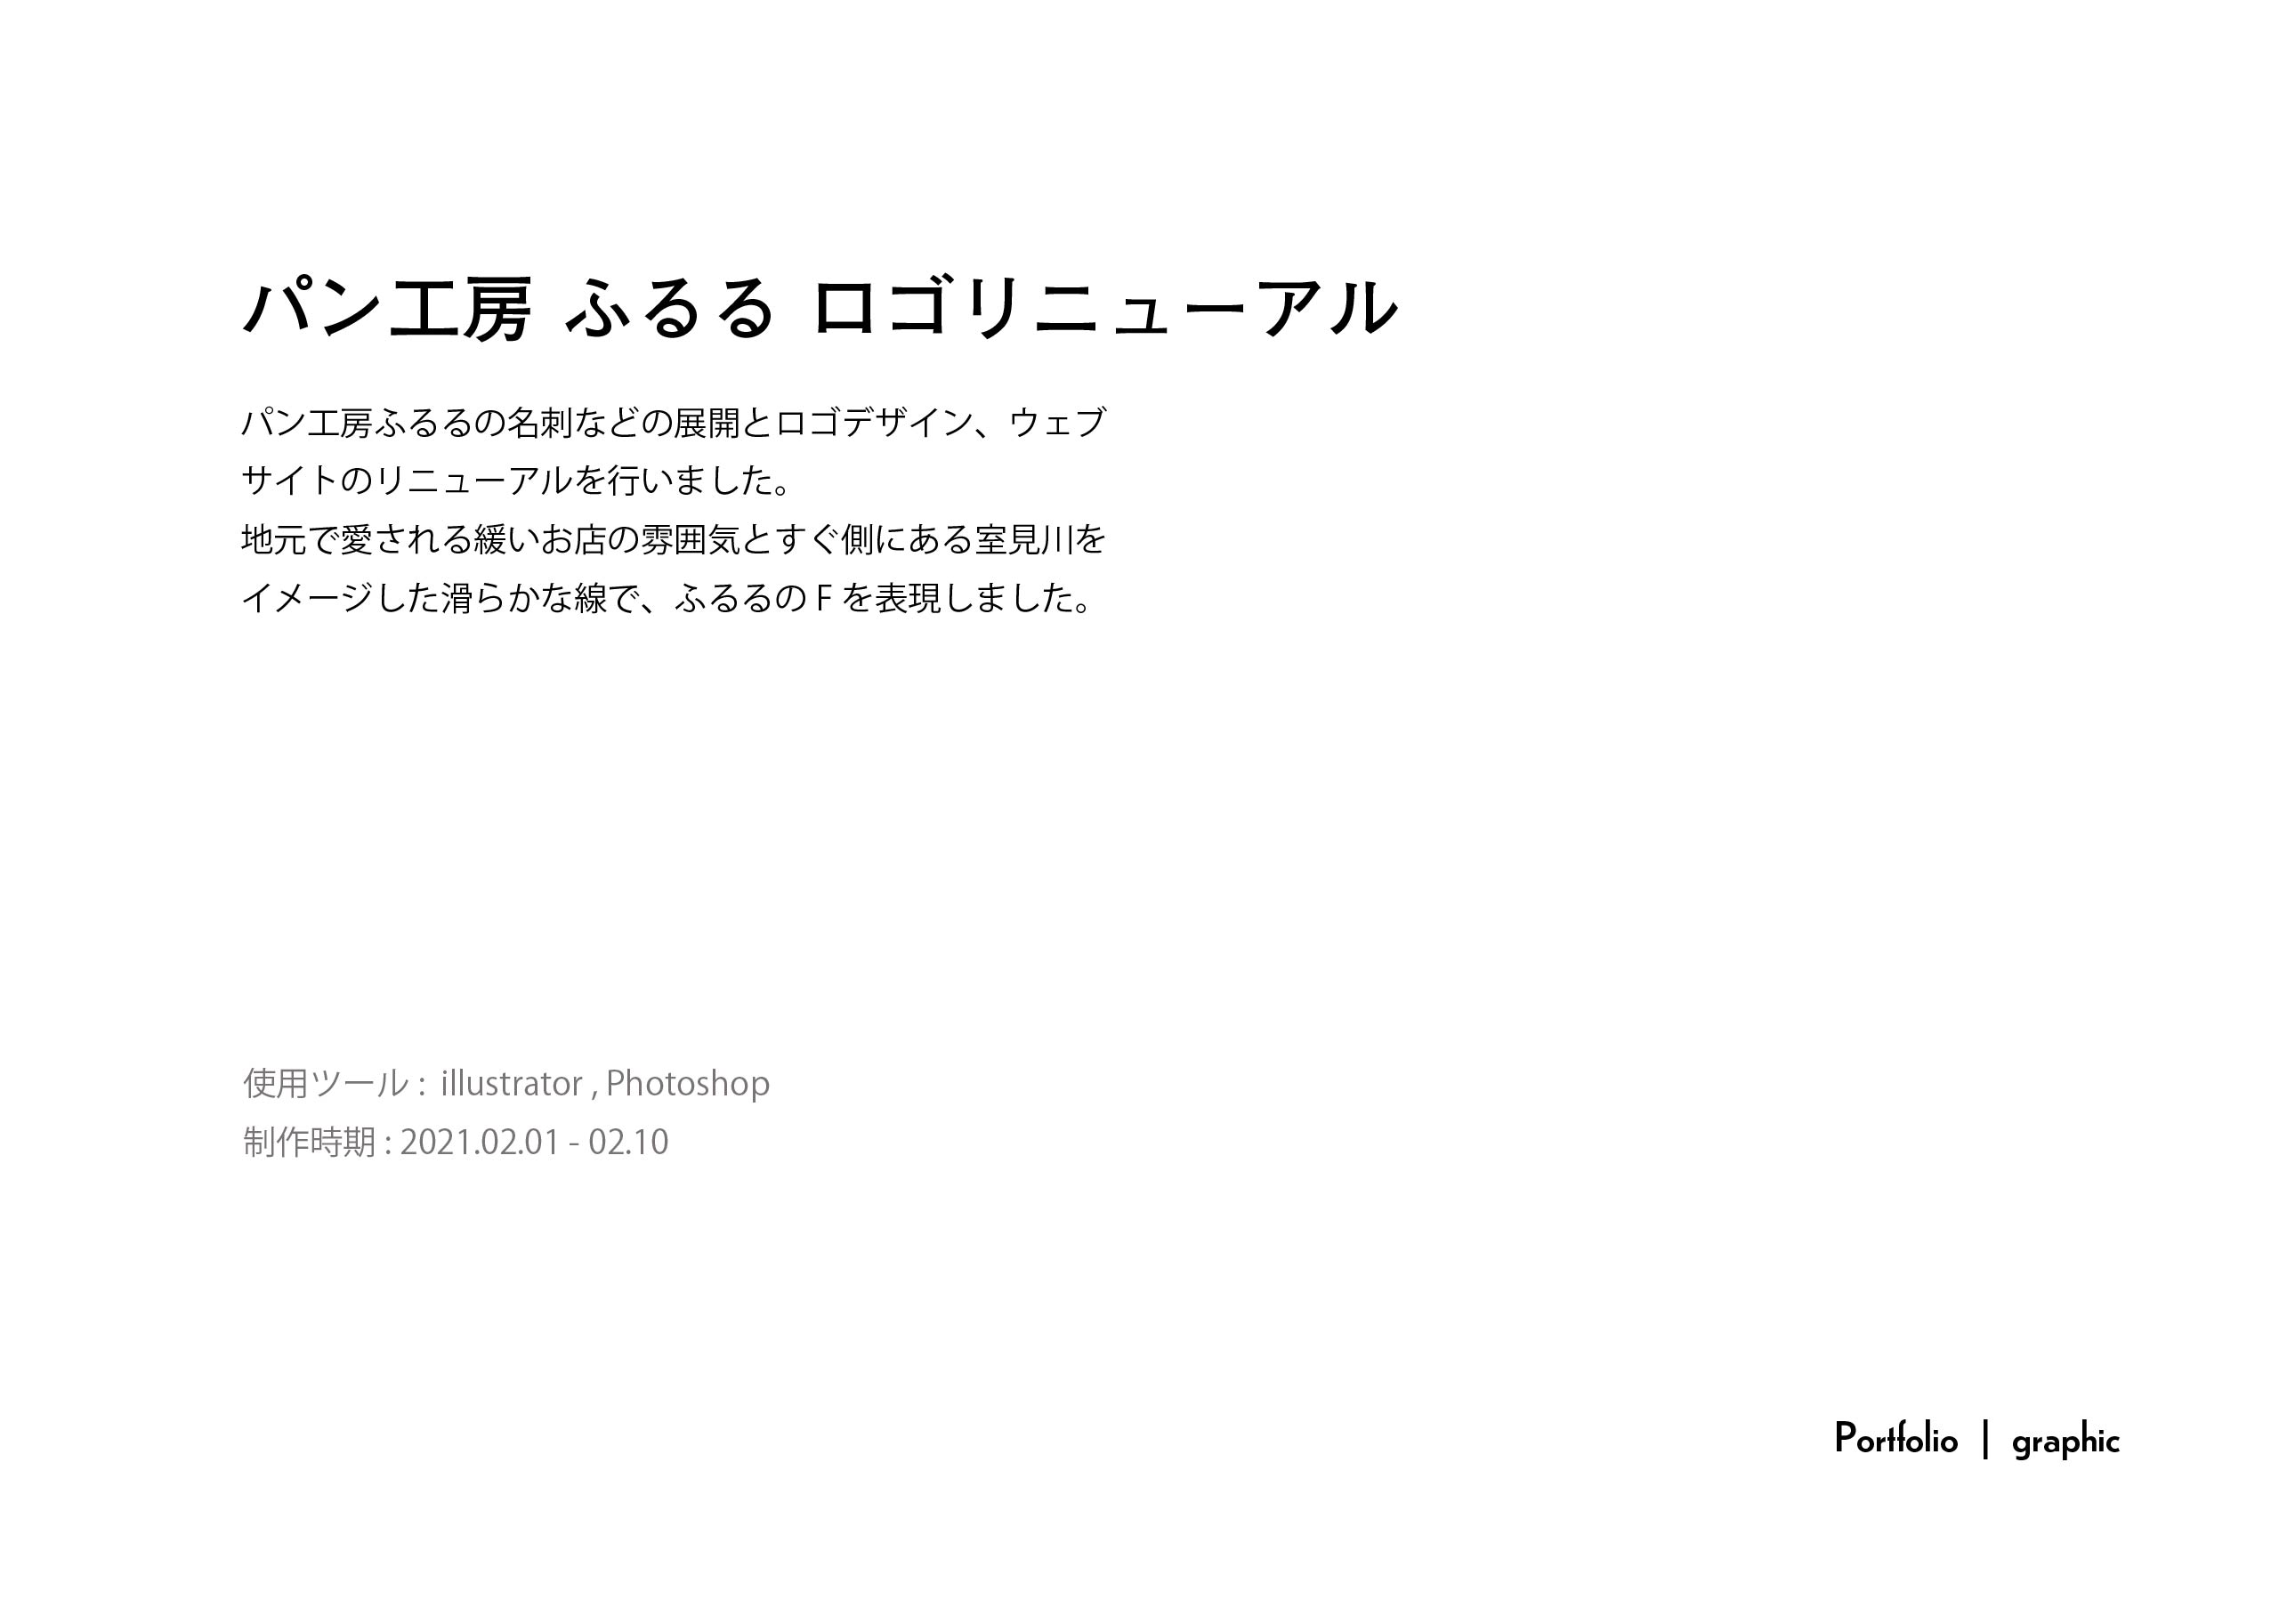 パン工房 ふるる ロゴリニューアル
パン工房ふるるの名刺などの展開とロゴデザイン、ウェブ
サイトのリニューアルを行いました。
地元で愛される緩いお店の雰囲気とすぐ側にある室見川を
イメージした滑らかな線で、ふるるの F を表現しました。
使用ツール : illustrator , Photoshop
制作時期 : 2021.02.01 - 02.10
Portfolio | graphic